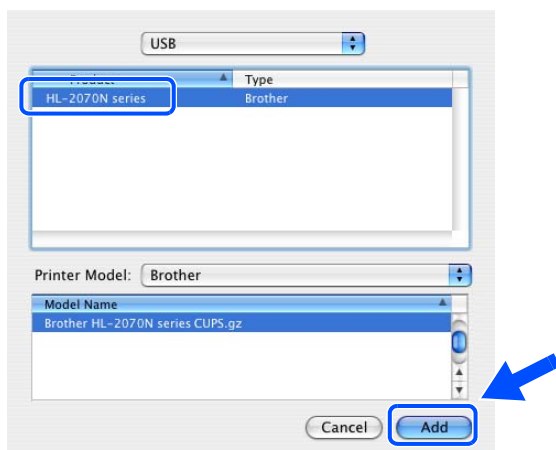 USB
Product Type
HL-2070N series Brother
Printer Model: Brother
Model Name
Brother HL-2070N series CUPS.gz
Cancel Add